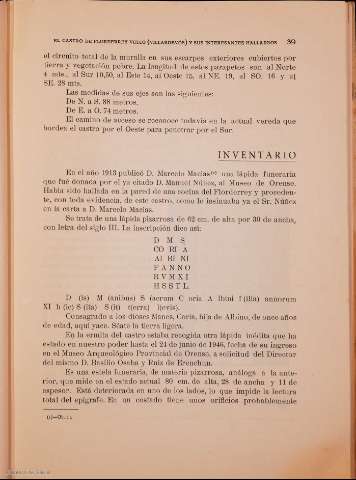 EL CASTRO DE FLORDERREY VELLO (VILLARDEVÓS) Y SUS INTERESANTES HALLAZGOS 39
el circuito total de la muralla en sus escarpes exteriores cubiertos por
tierra y vegetación pobre. La longitud de estos parapetos son al Norte
4 mts., al Sur 10,50, al Este 14, al Oeste 15, al NE. 19, al SO. 16 y al
SE. 28 mts.
Las medidas de sus ejes son las siguientes:
De N. a S. 88 metros.
De E. a O. 74 metros.
El camino de acceso se reconoce todavía en la actual vereda que
bordea el castro por el Oeste para penetrar por el Sur.
INVENTARIO
En el año 1913 publicó D. Marcelo Macías una lápida funeraria
que fué donada por el ya citado D. Manuel Núñez, al Museo de Orense.
Había sido hallada en la pared de una cocina del Florderrey y proceden-
te, con toda evidencia, de este castro, como lo insinuaba ya el Sr. Núñez
en la carta a D. Marcelo Macías.
Se trata de una lápida pizarrosa de 62 cm. de alta por 30 de ancha,
con letra del siglo III. La inscripción dice así:
D M S
CO RI A
AI BI NI
F A N N O
R V M X I
H S S T L
D (is) M (anibus) S (acrum C oria A lbini f (ilia) annorum
XI h (ic) S (ita) S (it) t(erra) l(evis).
Consagrado a los dioses Manes, Coria, hija de Albino, de once años
de edad, aquí yace. Séate la tierra ligera.
En la ermita del castro estaba recogida otra lápida inédita que ha
estado en nuestro poder hasta el 21 de junio de 1946, fecha de su ingreso
en el Museo Arqueológico Provincial de Orense, a solicitud del Director
del mismo D. Basilio Osaba y Ruiz de Erenchun.
Es una estela funeraria, de materia pizarrosa, análoga a la ante-
rior, que mide en el estado actual 80 cm. de alta, 28 de ancha y 11 de
espesor. Está deteriorada en uno de los lados, lo que impide la lectura
total del epígrafe. En un costado tiene unos orificios probablemente